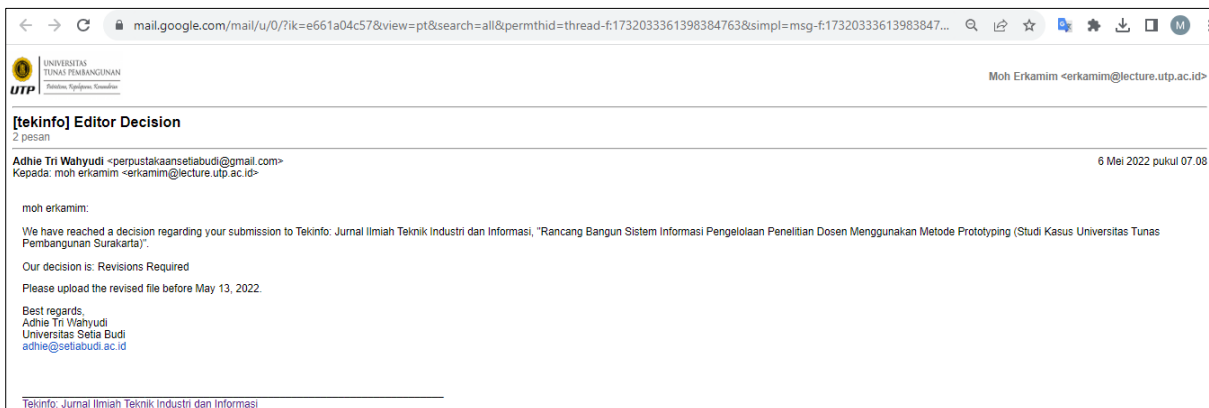 mail.google.com/mail/u/0/?ik=e661a04c57&view=pt&search=all&permthid=thread-f:1732033361398384763&simpl=msg-f:17320333613983847...
M
UNIVERSITAS
TUNAS PEMBANGUNAN
UTP
Moh Erkamim <erkamim@lecture.utp.ac.id>
[tekinfo] Editor Decision
2 pesan
Adhie Tri Wahyudi <perpustakaansetiabudi@gmail.com>
6 Mei 2022 pukul 07.08
Kepada: moh erkamim <erkamim@lecture.utp.ac.id>
moh erkamim:
We have reached a decision regarding your submission to Tekinfo: Jurnal Ilmiah Teknik Industri dan Informasi, "Rancang Bangun Sistem Informasi Pengelolaan Penelitian Dosen Menggunakan Metode Prototyping (Studi Kasus Universitas Tunas
Pembangunan Surakarta)".
Our decision is: Revisions Required
Please upload the revised file before May 13, 2022.
Best regards,
Adhie Tri Wahyudi
Universitas Setia Budi
adhie@setiabudi.ac.id
Tekinfo: Jurnal Ilmiah Teknik Industri dan Informasi